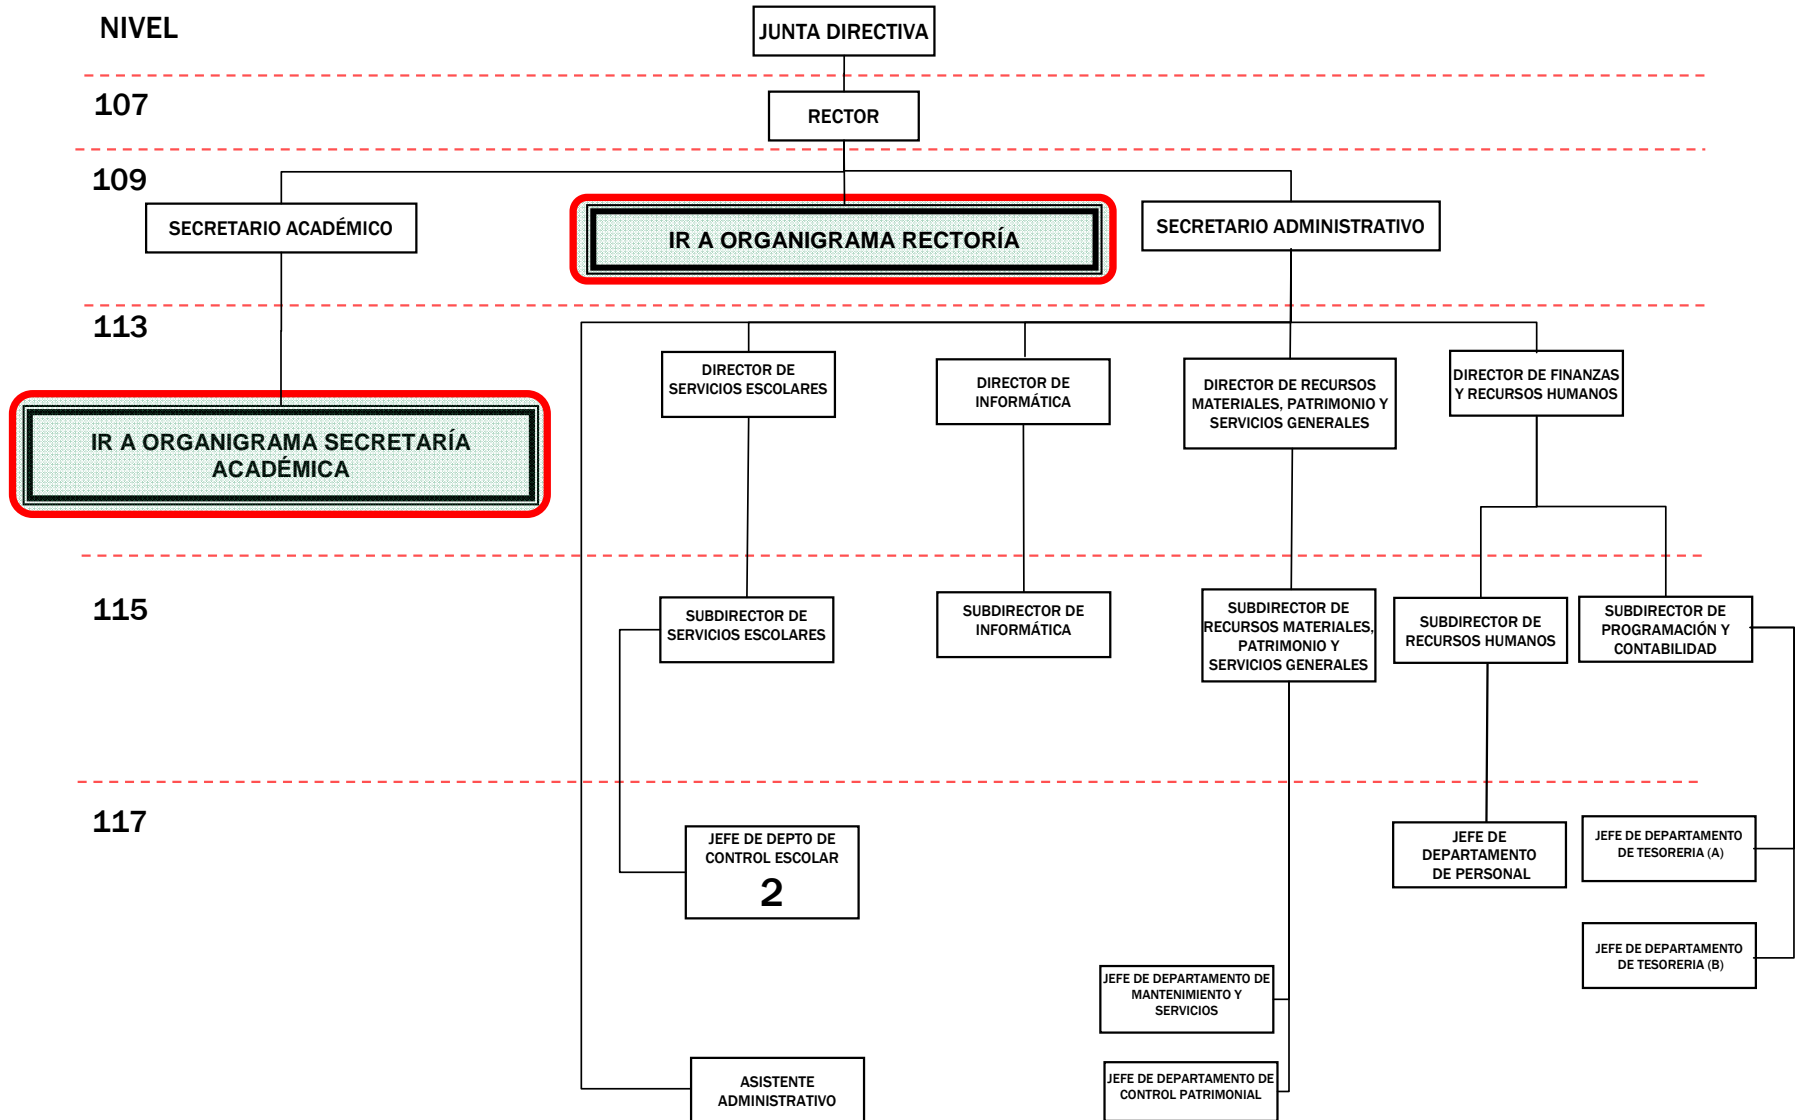 NIVEL
JUNTA DIRECTIVA
107
RECTOR
109
SECRETARIO ACADÉMICO
IR A ORGANIGRAMA RECTORÍA
SECRETARIO ADMINISTRATIVO
113
DIRECTOR DE
SERVICIOS ESCOLARES
DIRECTOR DE
INFORMÁTICA
DIRECTOR DE RECURSOS
MATERIALES, PATRIMONIO Y
SERVICIOS GENERALES
DIRECTOR DE FINANZAS
Y RECURSOS HUMANOS
IR A ORGANIGRAMA SECRETARÍA
ACADÉMICA
115
SUBDIRECTOR DE
SERVICIOS ESCOLARES
SUBDIRECTOR DE
INFORMÁTICA
SUBDIRECTOR DE
RECURSOS MATERIALES,
PATRIMONIO Y
SERVICIOS GENERALES
SUBDIRECTOR DE
RECURSOS HUMANOS
SUBDIRECTOR DE
PROGRAMACIÓN Y
CONTABILIDAD
117
JEFE DE DEPTO DE
CONTROL ESCOLAR
2
JEFE DE
DEPARTAMENTO
DE PERSONAL
JEFE DE DEPARTAMENTO
DE TESORERIA (A)
JEFE DE DEPARTAMENTO
DE TESORERIA (B)
JEFE DE DEPARTAMENTO DE
MANTENIMIENTO Y
SERVICIOS
ASISTENTE
ADMINISTRATIVO
JEFE DE DEPARTAMENTO DE
CONTROL PATRIMONIAL